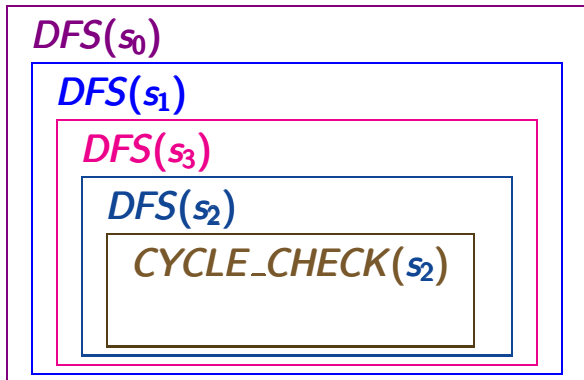 DFS(s₀)
DFS(s₁)
DFS(s₃)
DFS(s₂)
CYCLE_CHECK(s₂)